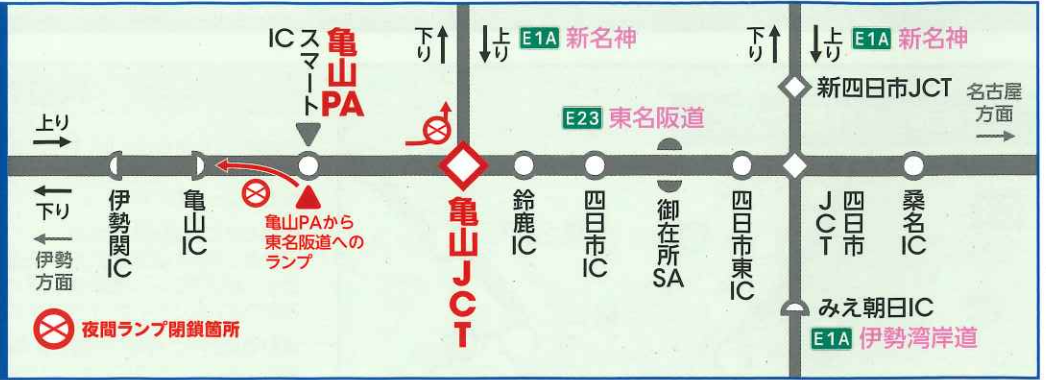 下り
上り
E1A 新名神
下り
上り
E1A 新名神
亀山PA
スマートIC
新四日市JCT
名古屋
方面
E23 東名阪道
上り
下り
伊勢
方面
伊勢関IC
亀山IC
亀山PAから
東名阪道への
ランプ
亀山JCT
鈴鹿IC
四日市IC
御在所SA
四日市東IC
四日市JCT
桑名IC
みえ朝日IC
E1A 伊勢湾岸道
夜間ランプ閉鎖箇所